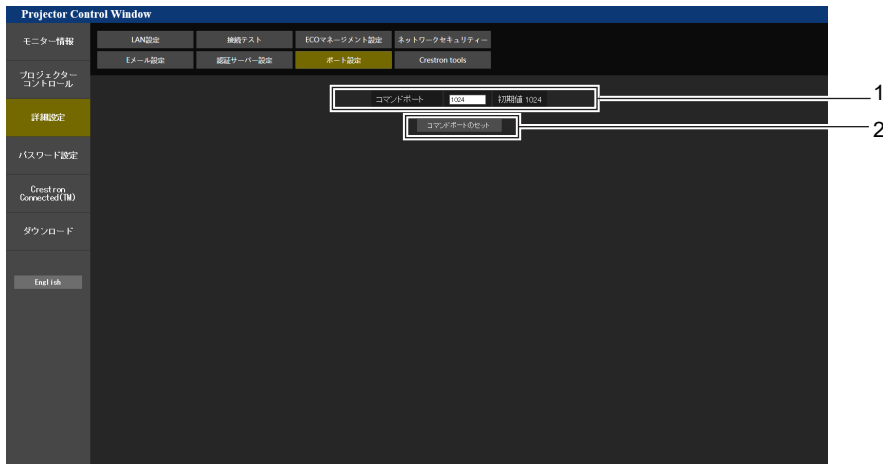 Projector Control Window
モニター情報
プロジェクター
コントロール
詳細設定
パスワード設定
Crestron
Connected(TM)
ダウンロード
English
LAN設定
接続テスト
ECOマネージメント設定
ネットワークセキュリティー
Eメール設定
認証サーバー設定
ポート設定
Crestron tools
コマンドポート 1024 初期値 1024
コマンドポートのセット
1
2